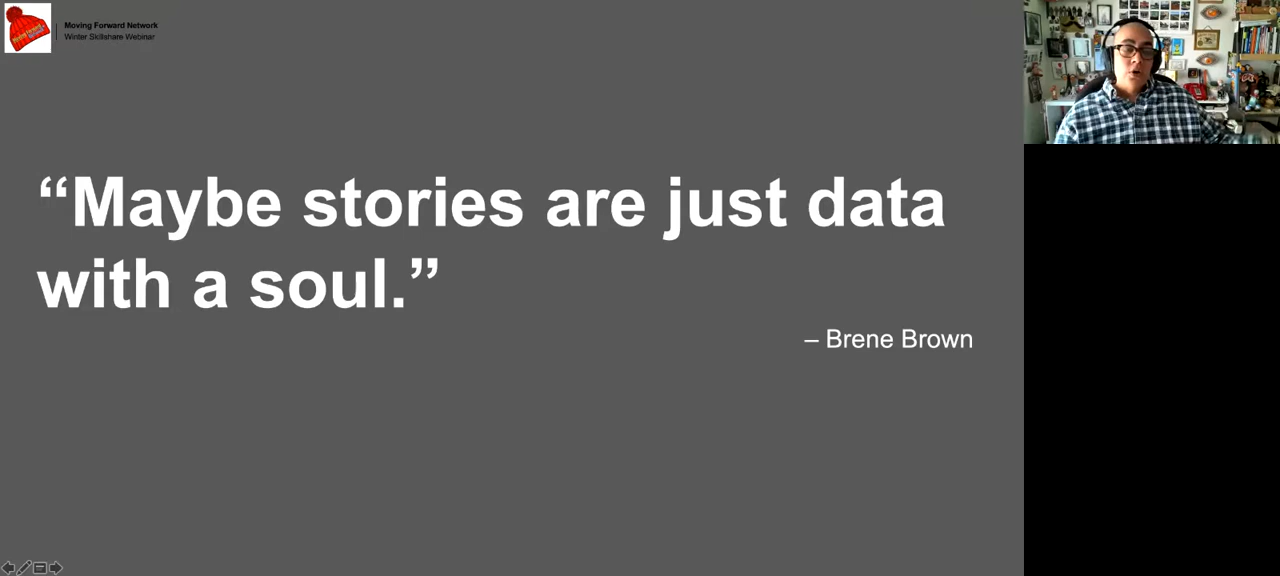 Moving Forward Network
Winter Skillshare Webinar
“Maybe stories are just data
with a soul.”
– Brene Brown